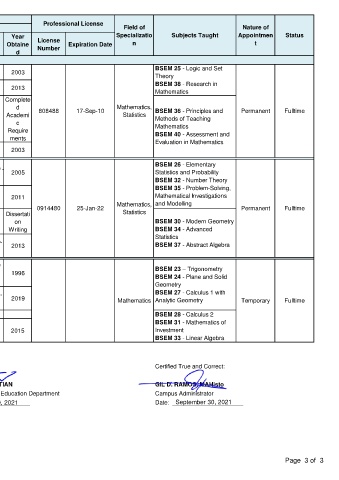 Professional License
Year Obtained
License Number
Expiration Date
Field of Specialization
Subjects Taught
Nature of Appointment
Status
2003
2013
Completed Academic Requirements
2003
808488
17-Sep-10
Mathematics, Statistics
BSEM 25 - Logic and Set Theory
BSEM 38 - Research in Mathematics
BSEM 36 - Principles and Methods of Teaching Mathematics
BSEM 40 - Assessment and Evaluation in Mathematics
Permanent
Fulltime
2005
2011
Dissertation Writing
2013
0914480
25-Jan-22
Mathematics, Statistics
BSEM 26 - Elementary Statistics and Probability
BSEM 32 - Number Theory
BSEM 35 - Problem-Solving, Mathematical Investigations and Modelling
BSEM 30 - Modern Geometry
BSEM 34 - Advanced Statistics
BSEM 37 - Abstract Algebra
Permanent
Fulltime
1998
2019
2015
Mathematics
BSEM 23 – Trigonometry
BSEM 24 - Plane and Solid Geometry
BSEM 27 - Calculus 1 with Analytic Geometry
BSEM 28 - Calculus 2
BSEM 31 - Mathematics of Investment
BSEM 33 - Linear Algebra
Temporary
Fulltime
Certified True and Correct:
TIAN
GIL D. RAMOS,
Education Department
Campus Administrator
, 2021
Date: September 30, 2021
Page 3 of 3